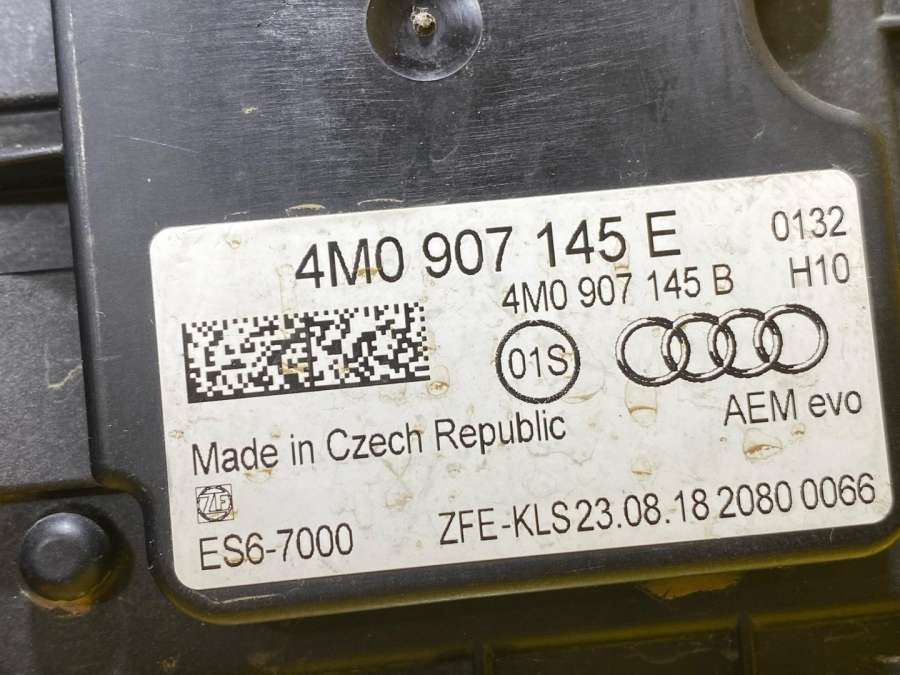 4M0 907 145 E 0132
4M0 907 145 B H10
01S
AEM evo
Made in Czech Republic
ZF
ES6-7000 ZFE-KLS 23.08.18 2080 0066